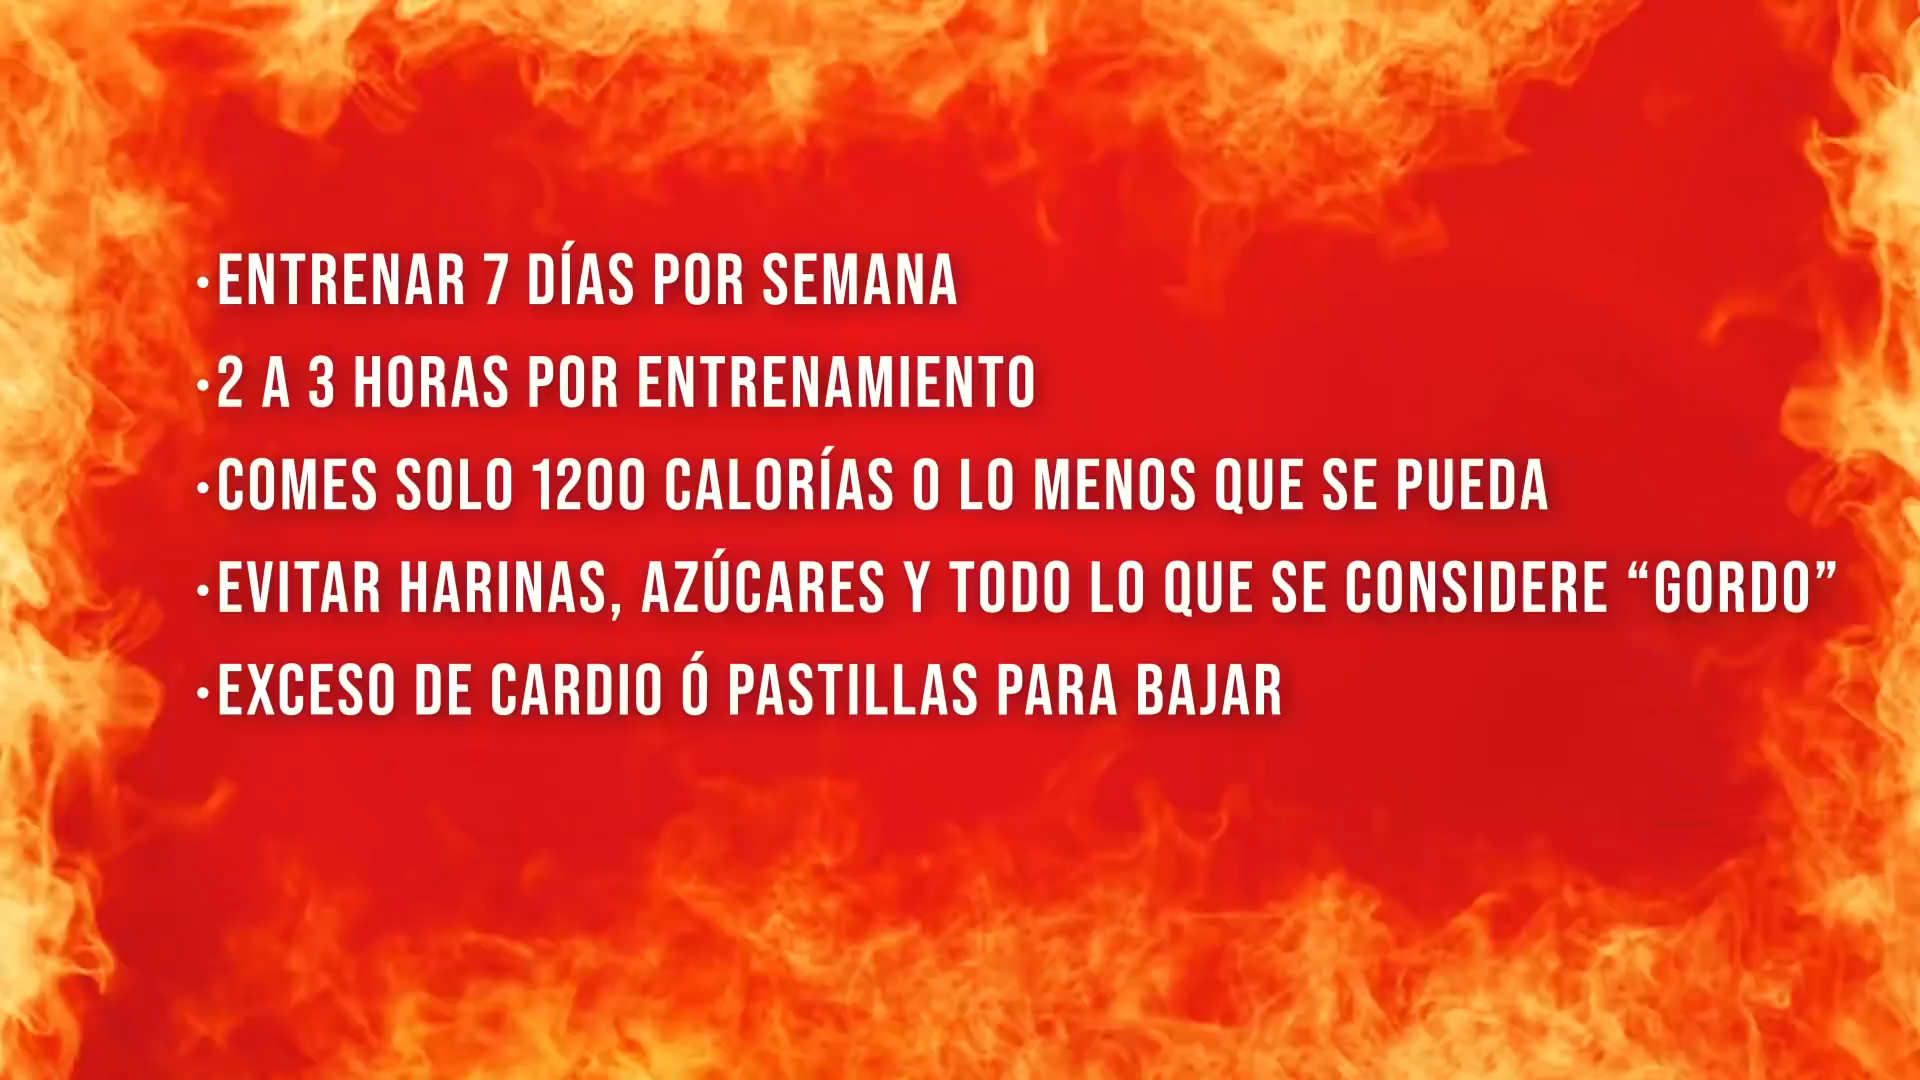 ·ENTRENAR 7 DÍAS POR SEMANA
·2 A 3 HORAS POR ENTRENAMIENTO
·COMES SOLO 1200 CALORÍAS O LO MENOS QUE SE PUEDA
·EVITAR HARINAS, AZÚCARES Y TODO LO QUE SE CONSIDERE “GORDO”
·EXCESO DE CARDIO Ó PASTILLAS PARA BAJAR